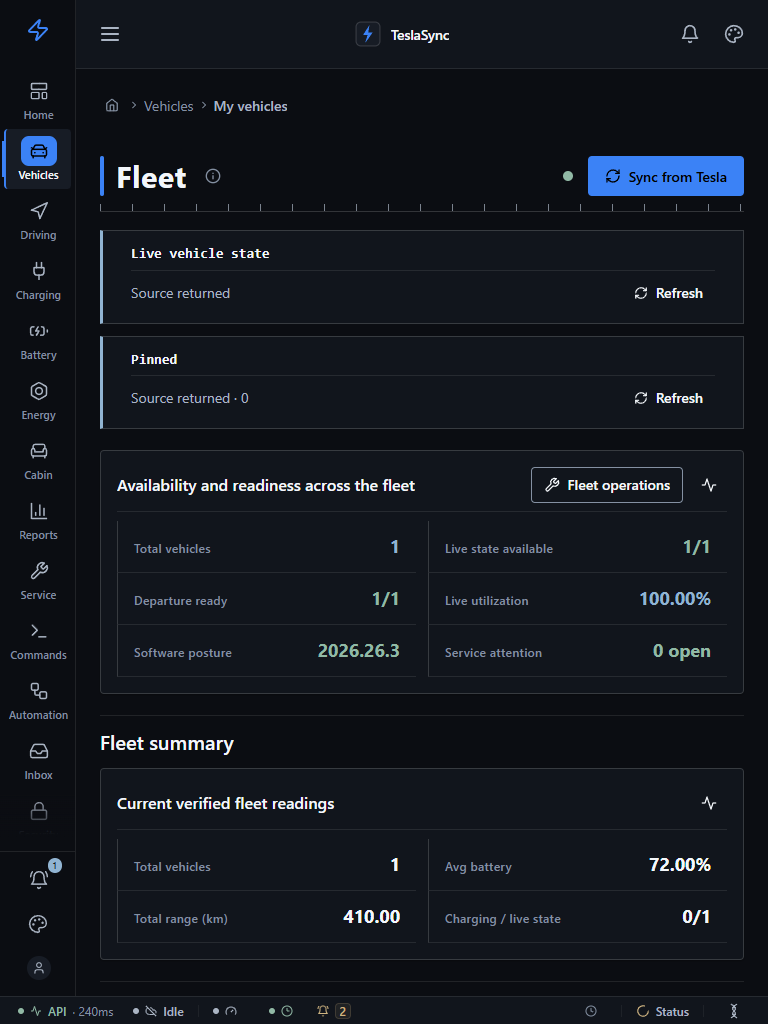 TeslaSync
Home
Vehicles
Driving
Charging
Battery
Energy
Cabin
Reports
Service
Commands
Automation
Inbox
1
Vehicles > My vehicles
Fleet
Sync from Tesla
Live vehicle state
Source returned
Refresh
Pinned
Source returned · 0
Refresh
Availability and readiness across the fleet
Fleet operations
Total vehicles 1
Live state available 1/1
Departure ready 1/1
Live utilization 100.00%
Software posture 2026.26.3
Service attention 0 open
Fleet summary
Current verified fleet readings
Total vehicles 1
Avg battery 72.00%
Total range (km) 410.00
Charging / live state 0/1
API · 240ms
Idle
2
Status